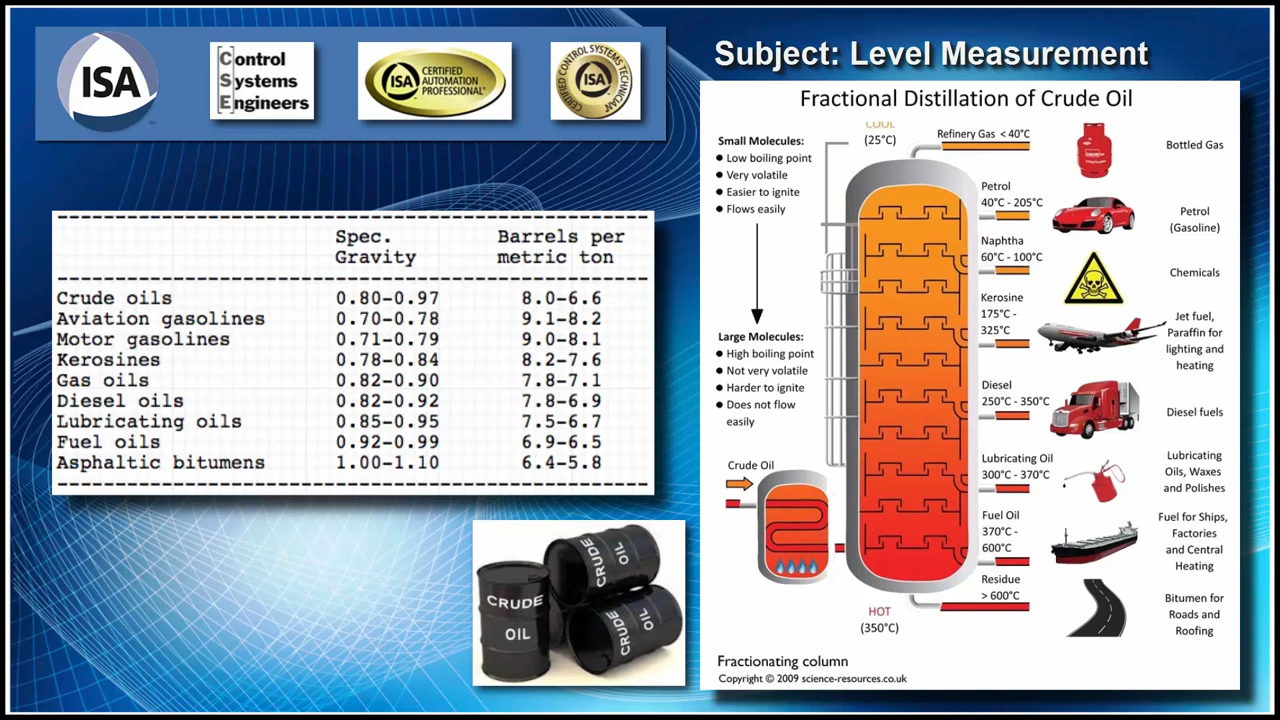 ISA
[C]ontrol
[S]ystems
[E]ngineers
ISA
CERTIFIED
AUTOMATION
PROFESSIONAL®
CERTIFIED CONTROL SYSTEMS TECHNICIAN
ISA
Subject: Level Measurement
Spec. Barrels per
Gravity metric ton
Crude oils 0.80-0.97 8.0-6.6
Aviation gasolines 0.70-0.78 9.1-8.2
Motor gasolines 0.71-0.79 9.0-8.1
Kerosines 0.78-0.84 8.2-7.6
Gas oils 0.82-0.90 7.8-7.1
Diesel oils 0.82-0.92 7.8-6.9
Lubricating oils 0.85-0.95 7.5-6.7
Fuel oils 0.92-0.99 6.9-6.5
Asphaltic bitumens 1.00-1.10 6.4-5.8
CRUDE
OIL
CRUDE
OIL
CRUDE
OIL
Fractional Distillation of Crude Oil
Small Molecules:
● Low boiling point
● Very volatile
● Easier to ignite
● Flows easily
Large Molecules:
● High boiling point
● Not very volatile
● Harder to ignite
● Does not flow
easily
Crude Oil
COOL
(25°C)
Refinery Gas < 40°C
Bottled Gas
Petrol
40°C - 205°C
Petrol
(Gasoline)
Naphtha
60°C - 100°C
Chemicals
Kerosine
175°C -
325°C
Jet fuel,
Paraffin for
lighting and
heating
Diesel
250°C - 350°C
Diesel fuels
Lubricating Oil
300°C - 370°C
Lubricating
Oils, Waxes
and Polishes
Fuel Oil
370°C -
600°C
Fuel for Ships,
Factories
and Central
Heating
Residue
> 600°C
Bitumen for
Roads and
Roofing
HOT
(350°C)
Fractionating column
Copyright © 2009 science-resources.co.uk